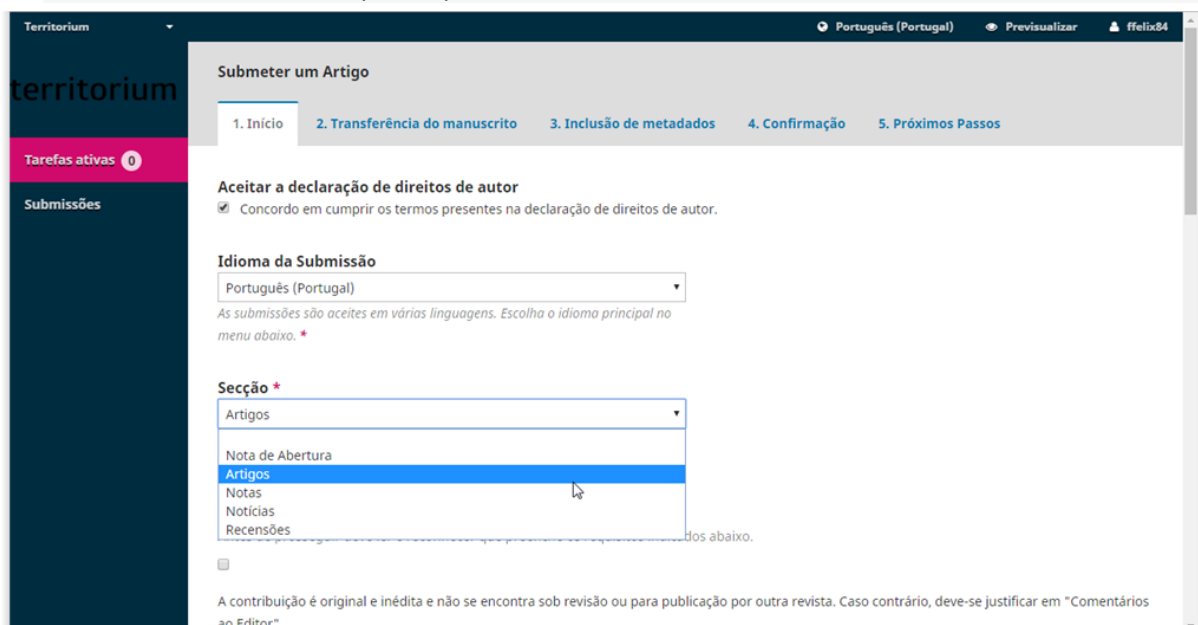 Territorium
Português (Portugal)
Previsualizar
ffelix84
territorium
Submeter um Artigo
1. Início
2. Transferência do manuscrito
3. Inclusão de metadados
4. Confirmação
5. Próximos Passos
Tarefas ativas 0
Submissões
Aceitar a declaração de direitos de autor
Concordo em cumprir os termos presentes na declaração de direitos de autor.
Idioma da Submissão
Português (Portugal)
As submissões são aceites em várias linguagens. Escolha o idioma principal no
menu abaixo. *
Secção *
Artigos
Nota de Abertura
Artigos
Notas
Notícias
Recensões
abaixo.
A contribuição é original e inédita e não se encontra sob revisão ou para publicação por outra revista. Caso contrário, deve-se justificar em "Comentários
ao Editor".